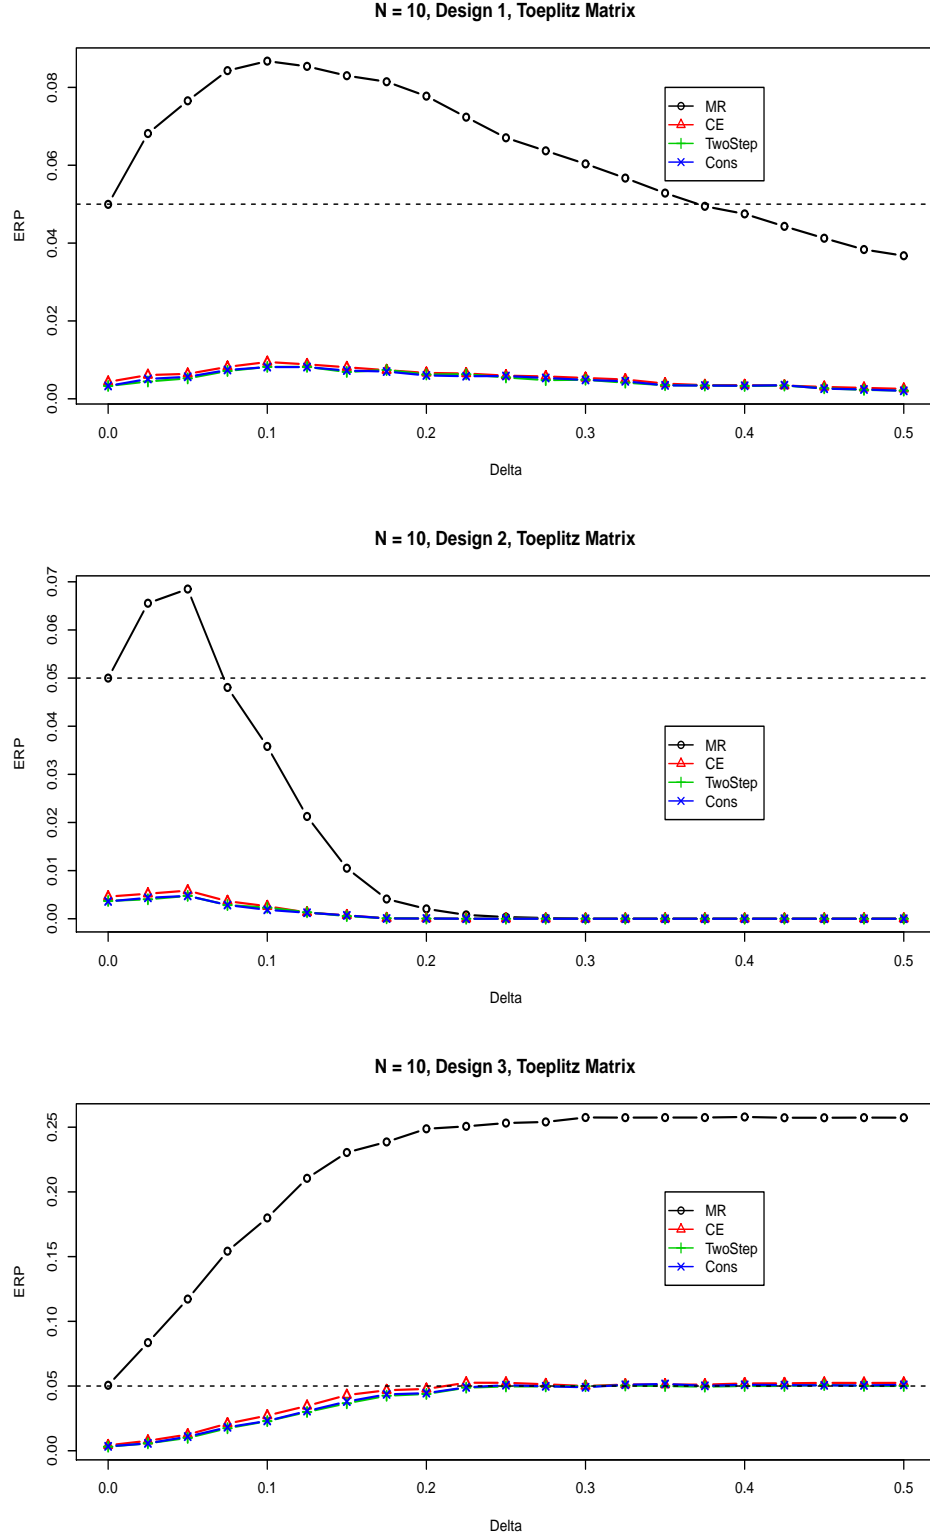 N = 10, Design 1, Toeplitz Matrix
ERP
0.08
0.06
0.04
0.02
0.00
MR
CE
TwoStep
Cons
0.0 0.1 0.2 0.3 0.4 0.5
Delta
N = 10, Design 2, Toeplitz Matrix
ERP
0.07
0.06
0.05
0.04
0.03
0.02
0.01
0.00
MR
CE
TwoStep
Cons
0.0 0.1 0.2 0.3 0.4 0.5
Delta
N = 10, Design 3, Toeplitz Matrix
ERP
0.25
0.20
0.15
0.10
0.05
0.00
MR
CE
TwoStep
Cons
0.0 0.1 0.2 0.3 0.4 0.5
Delta